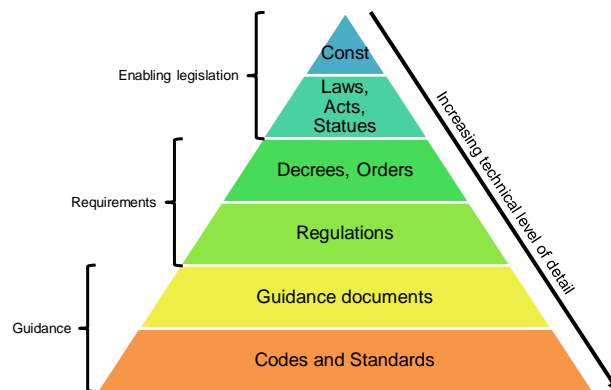 Const
Enabling legislation
Laws,
Acts,
Statues
Increasing technical level of detail
Decrees, Orders
Requirements
Regulations
Guidance documents
Guidance
Codes and Standards